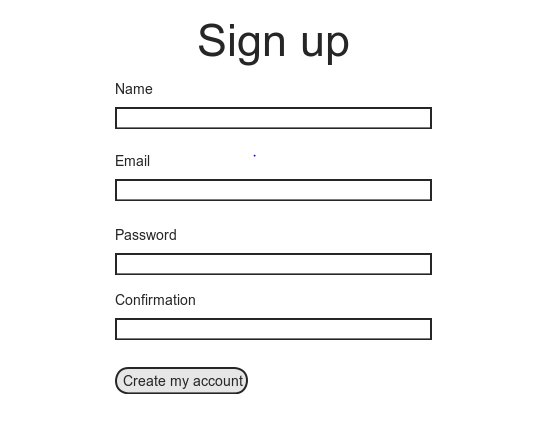 Sign up
Name
Email
Password
Confirmation
Create my account